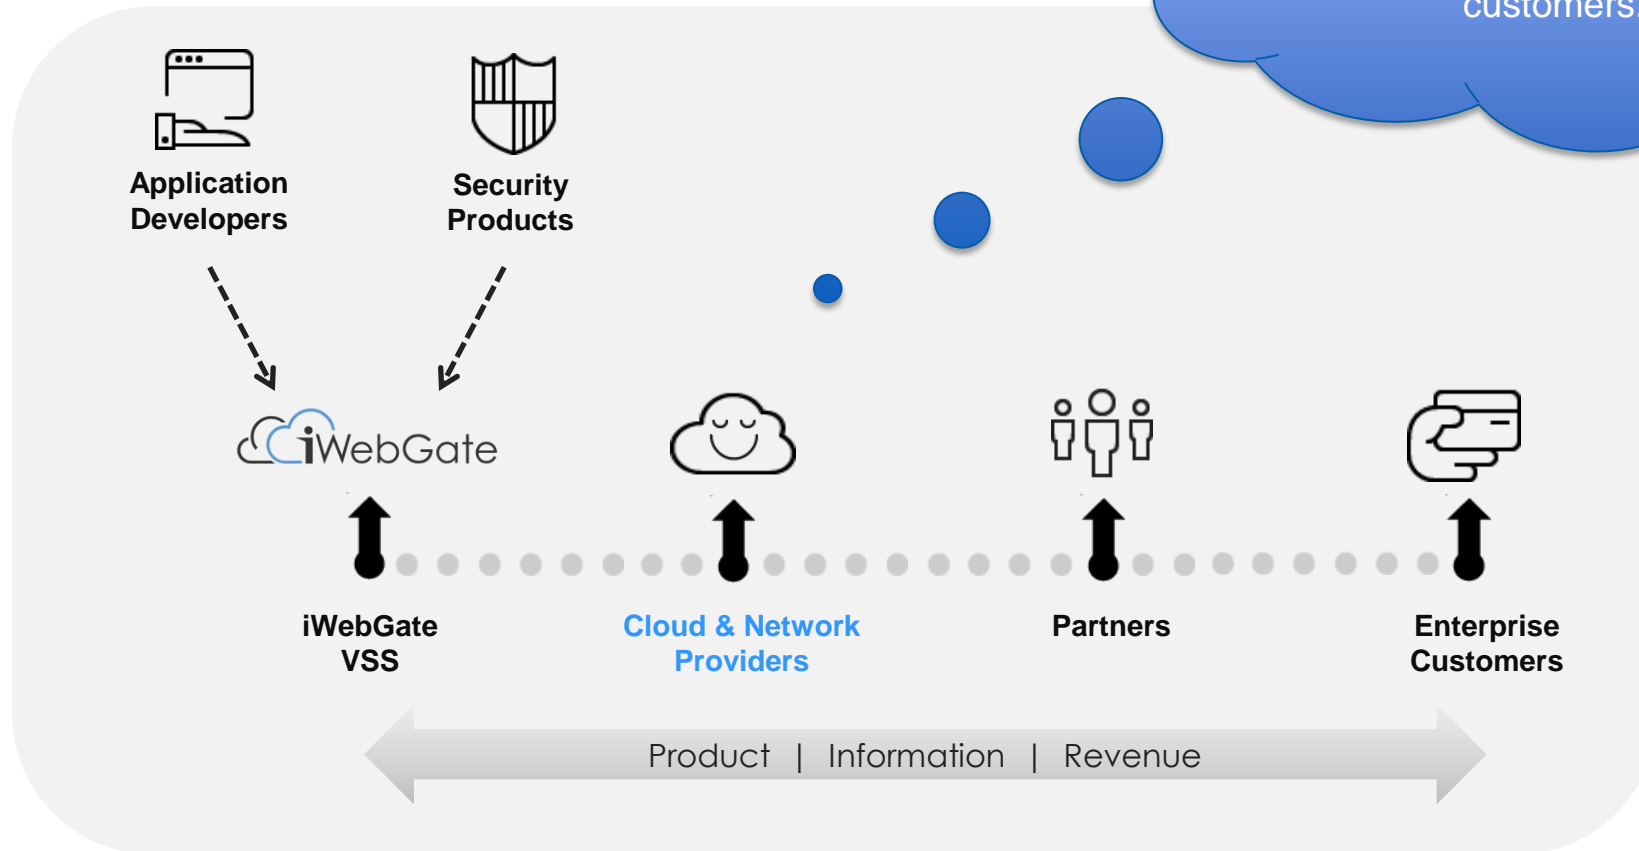 customers.
Application
Developers
Security
Products
iWebGate
iWebGate
VSS
Cloud & Network
Providers
Partners
Enterprise
Customers
Product | Information | Revenue